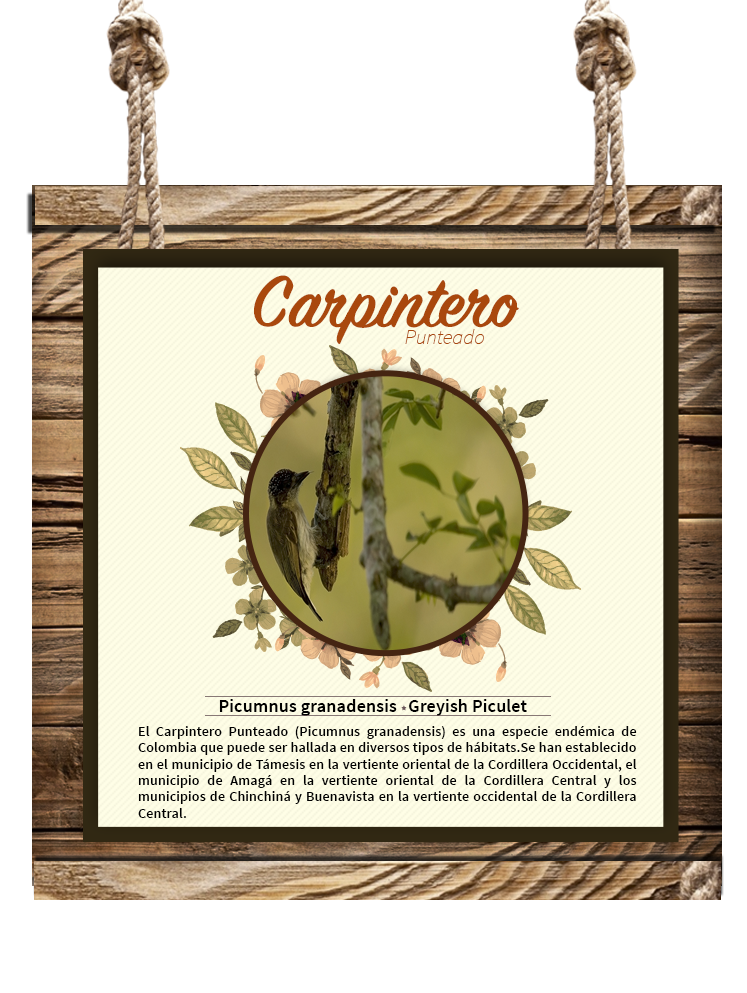 Carpintero
Punteado
Picumnus granadensis * Greyish Piculet
El Carpintero Punteado (Picumnus granadensis) es una especie endémica de
Colombia que puede ser hallada en diversos tipos de hábitats.Se han establecido
en el municipio de Támesis en la vertiente oriental de la Cordillera Occidental, el
municipio de Amagá en la vertiente oriental de la Cordillera Central y los
municipios de Chinchiná y Buenavista en la vertiente occidental de la Cordillera
Central.